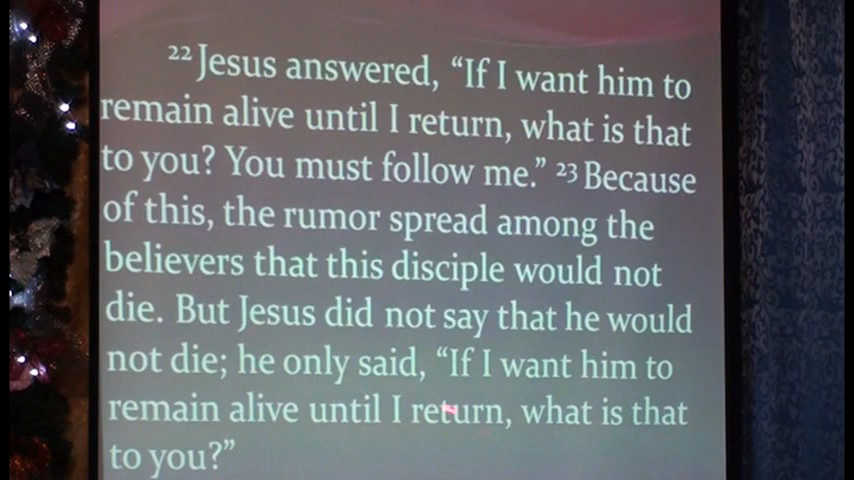 22 Jesus answered, “If I want him to
remain alive until I return, what is that
to you? You must follow me.” 23 Because
of this, the rumor spread among the
believers that this disciple would not
die. But Jesus did not say that he would
not die; he only said, “If I want him to
remain alive until I return, what is that
to you?”